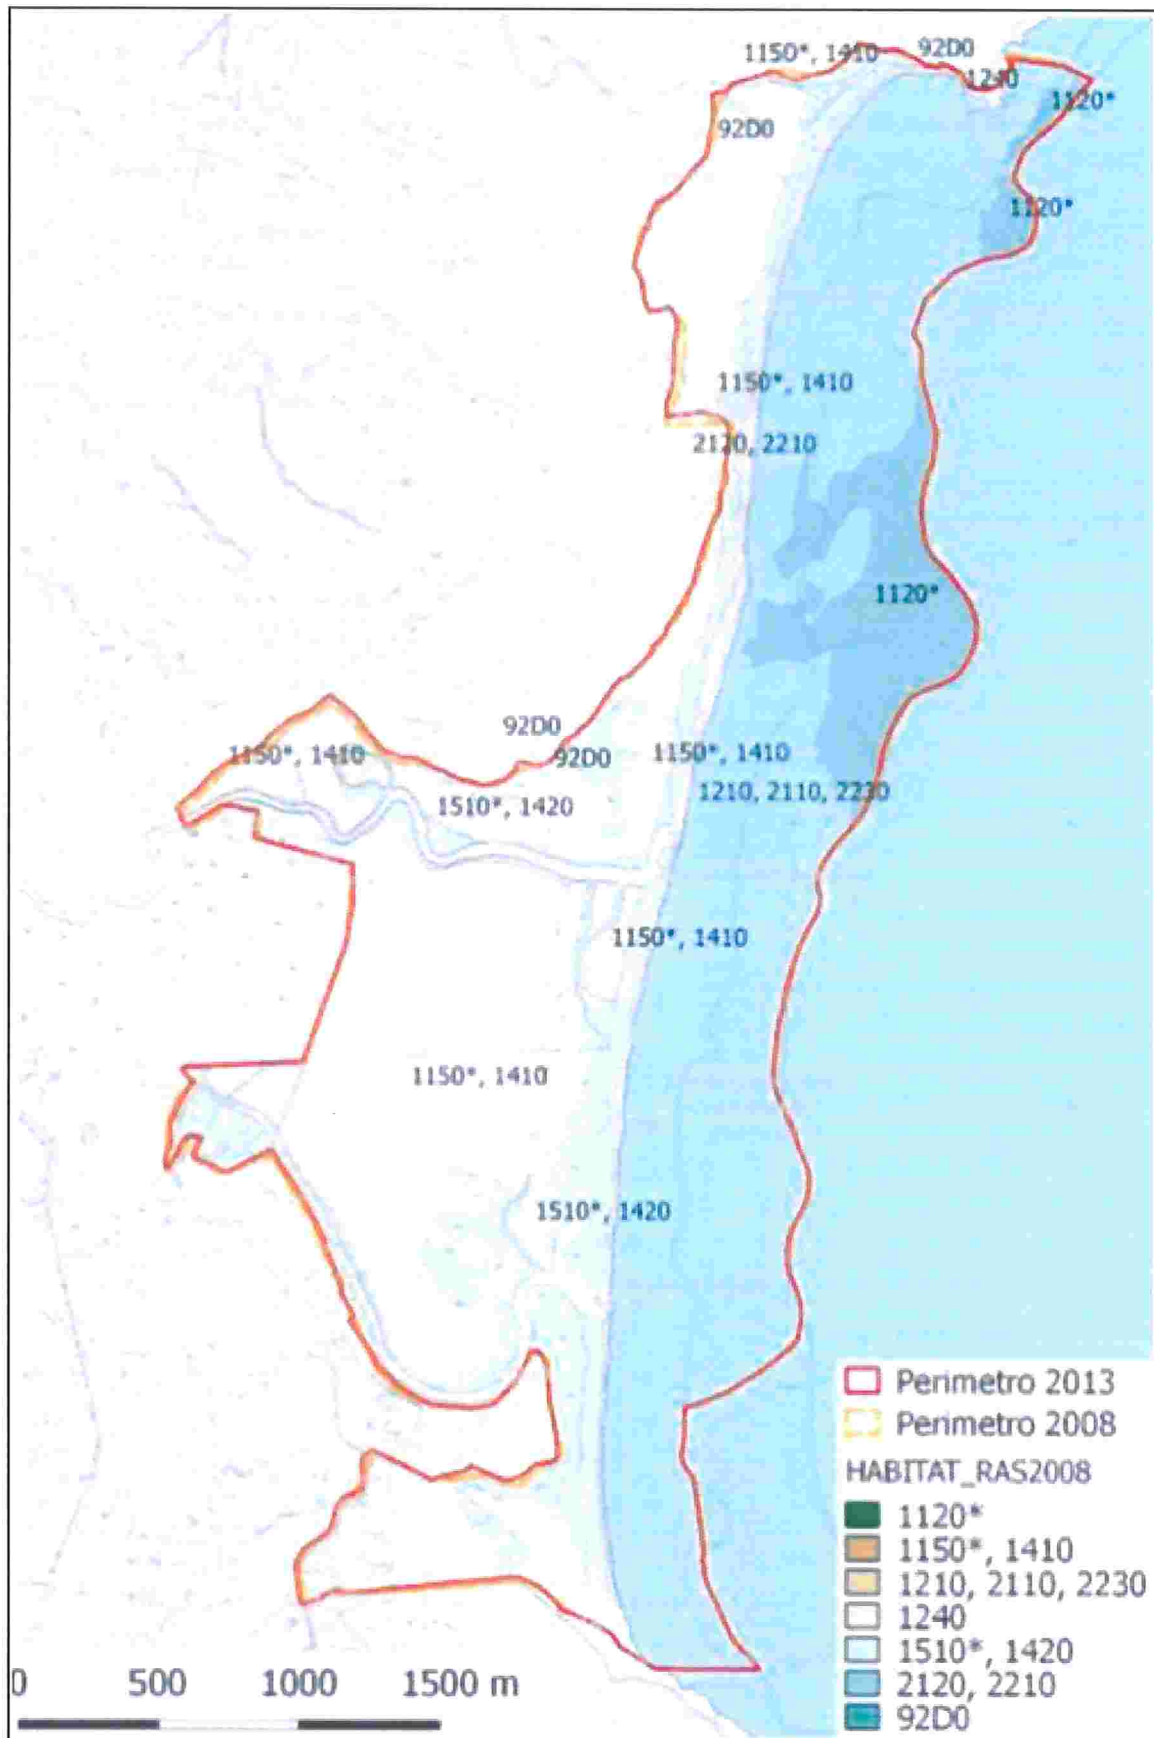 1150*, 1410
92D0
1240
1120*
92D0
1120*
1150*, 1410
2120, 2210
1120*
92D0
92D0
1150*, 1410
1150*, 1410
1210, 2110, 2230
1510*, 1420
1150*, 1410
1150*, 1410
1510*, 1420
Perimetro 2013
Perimetro 2008
HABITAT_RAS2008
1120*
1150*, 1410
1210, 2110, 2230
1240
1510*, 1420
2120, 2210
92D0
0 500 1000 1500 m